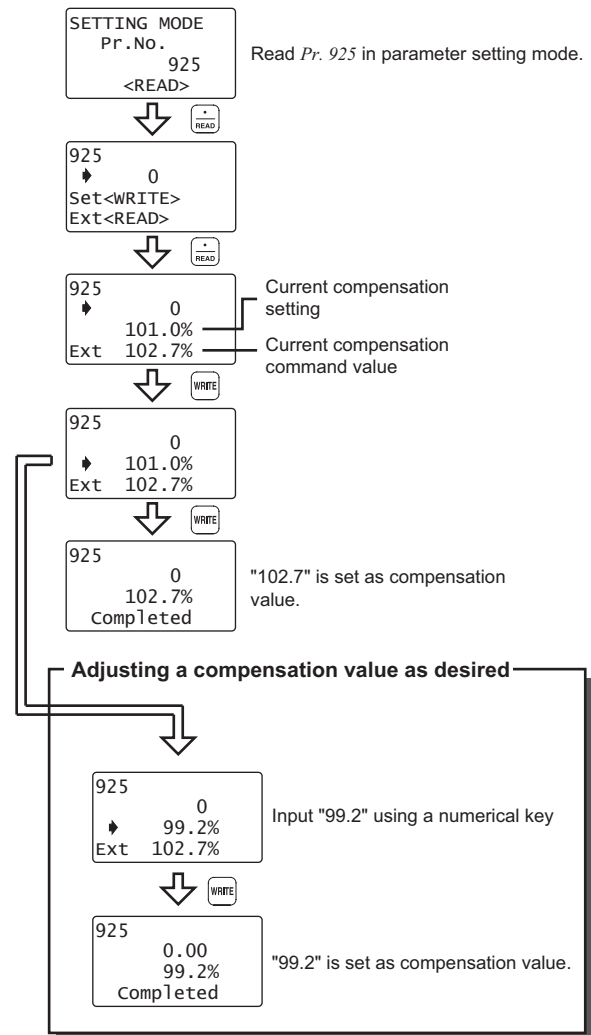 SETTING MODE
Pr.No.
925
<READ>
Read Pr. 925 in parameter setting mode.
READ
925
0
Set<WRITE>
Ext<READ>
READ
925
0
101.0%
Ext 102.7%
Current compensation
setting
Current compensation
command value
WRITE
925
0
101.0%
Ext 102.7%
WRITE
925
0
102.7%
Completed
"102.7" is set as compensation
value.
Adjusting a compensation value as desired
925
0
99.2%
Ext 102.7%
Input "99.2" using a numerical key
WRITE
925
0.00
99.2%
Completed
"99.2" is set as compensation value.